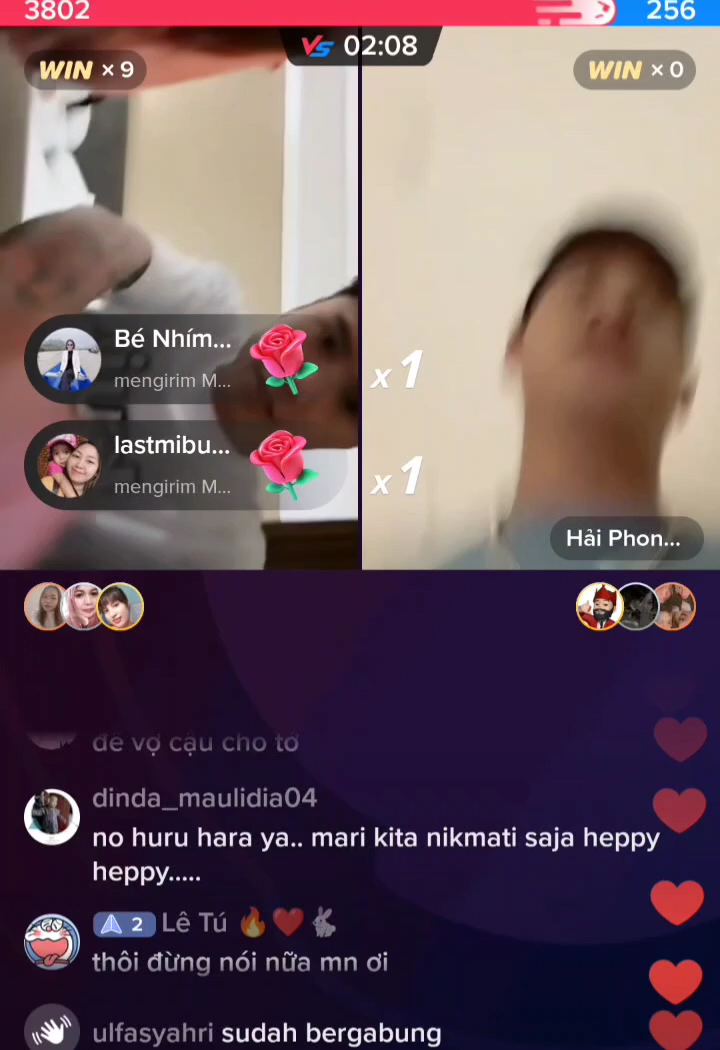 3802
256
VS 02:08
WIN × 9
WIN × 0
Bé Nhím...
mengirim M...
x1
lastmibu...
mengirim M...
x1
Hải Phon...
để vợ cậu cho tớ
dinda_maulidia04
no huru hara ya.. mari kita nikmati saja heppy
heppy.....
2 Lê Tú 🔥❤️🐇
thôi đừng nói nữa mn ơi
ulfasyahri sudah bergabung